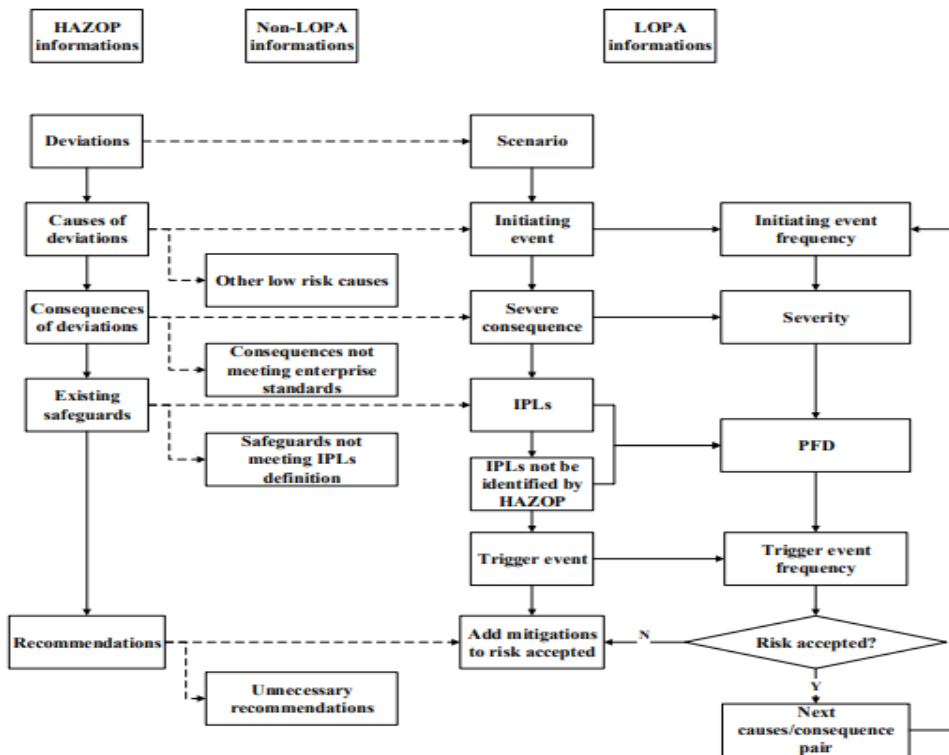 HAZOP
informations
Non-LOPA
informations
LOPA
informations
Deviations
Scenario
Causes of
deviations
Initiating
event
Initiating event
frequency
Other low risk causes
Consequences
of deviations
Severe
consequence
Severity
Consequences not
meeting enterprise
standards
Existing
safeguards
IPLs
Safeguards not
meeting IPLs
definition
PFD
IPLs not be
identified by
HAZOP
Trigger event
Trigger event
frequency
Recommendations
Add mitigations
to risk accepted
N
Risk accepted?
Y
Unnecessary
recommendations
Next
causes/consequence
pair